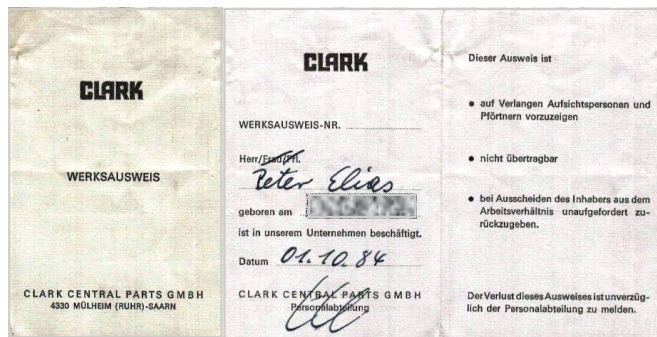 CLARK
WERKSAUSWEIS
CLARK CENTRAL PARTS GMBH
4330 MÜLHEIM (RUHR)-SAARN
CLARK
WERKSAUSWEIS-NR.
Herr/Frau/Frl.
Peter Elias
geboren am
ist in unserem Unternehmen beschäftigt.
Datum 01.10.84
CLARK CENTRAL PARTS GMBH
Personalabteilung
Dieser Ausweis ist
• auf Verlangen Aufsichtspersonen und
Pförtnern vorzuzeigen
• nicht übertragbar
• bei Ausscheiden des Inhabers aus dem
Arbeitsverhältnis unaufgefordert zu-
rückzugeben.
Der Verlust dieses Ausweises ist unverzüg-
lich der Personalabteilung zu melden.